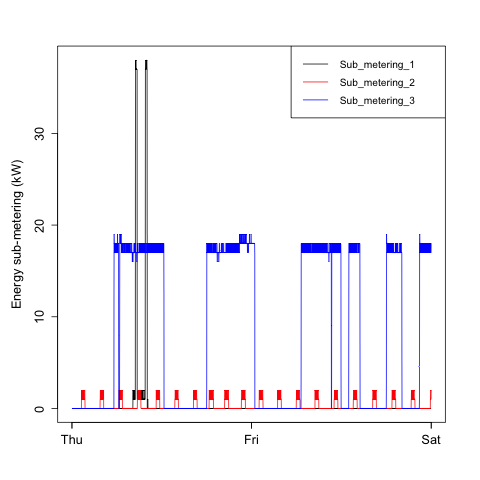 Sub_metering_1
Sub_metering_2
Sub_metering_3
Energy sub-metering (kW)
30
20
10
0
Thu Fri Sat